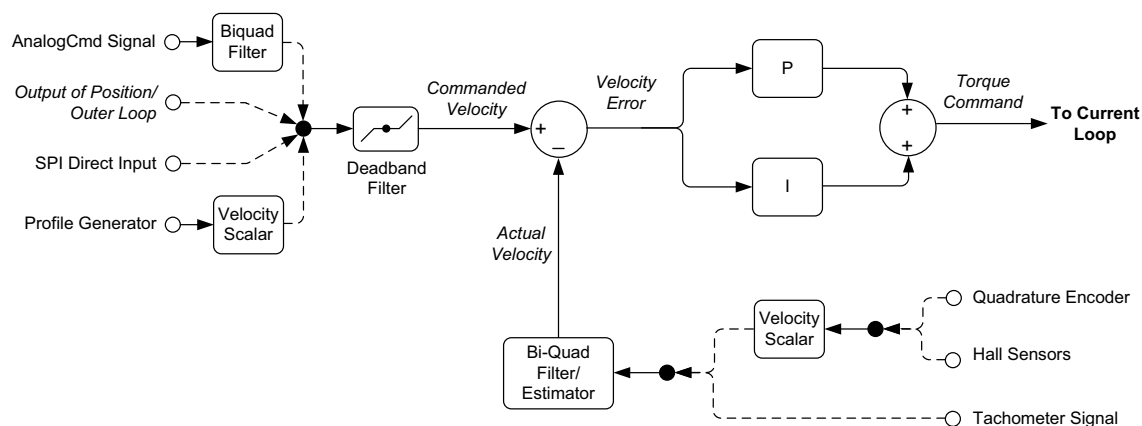 AnalogCmd Signal
Biquad
Filter
Output of Position/
Outer Loop
SPI Direct Input
Profile Generator
Velocity
Scalar
Deadband
Filter
Commanded
Velocity
+
–
Velocity
Error
P
I
+
+
Torque
Command
To Current
Loop
Actual
Velocity
Bi-Quad
Filter/
Estimator
Velocity
Scalar
Quadrature Encoder
Hall Sensors
Tachometer Signal